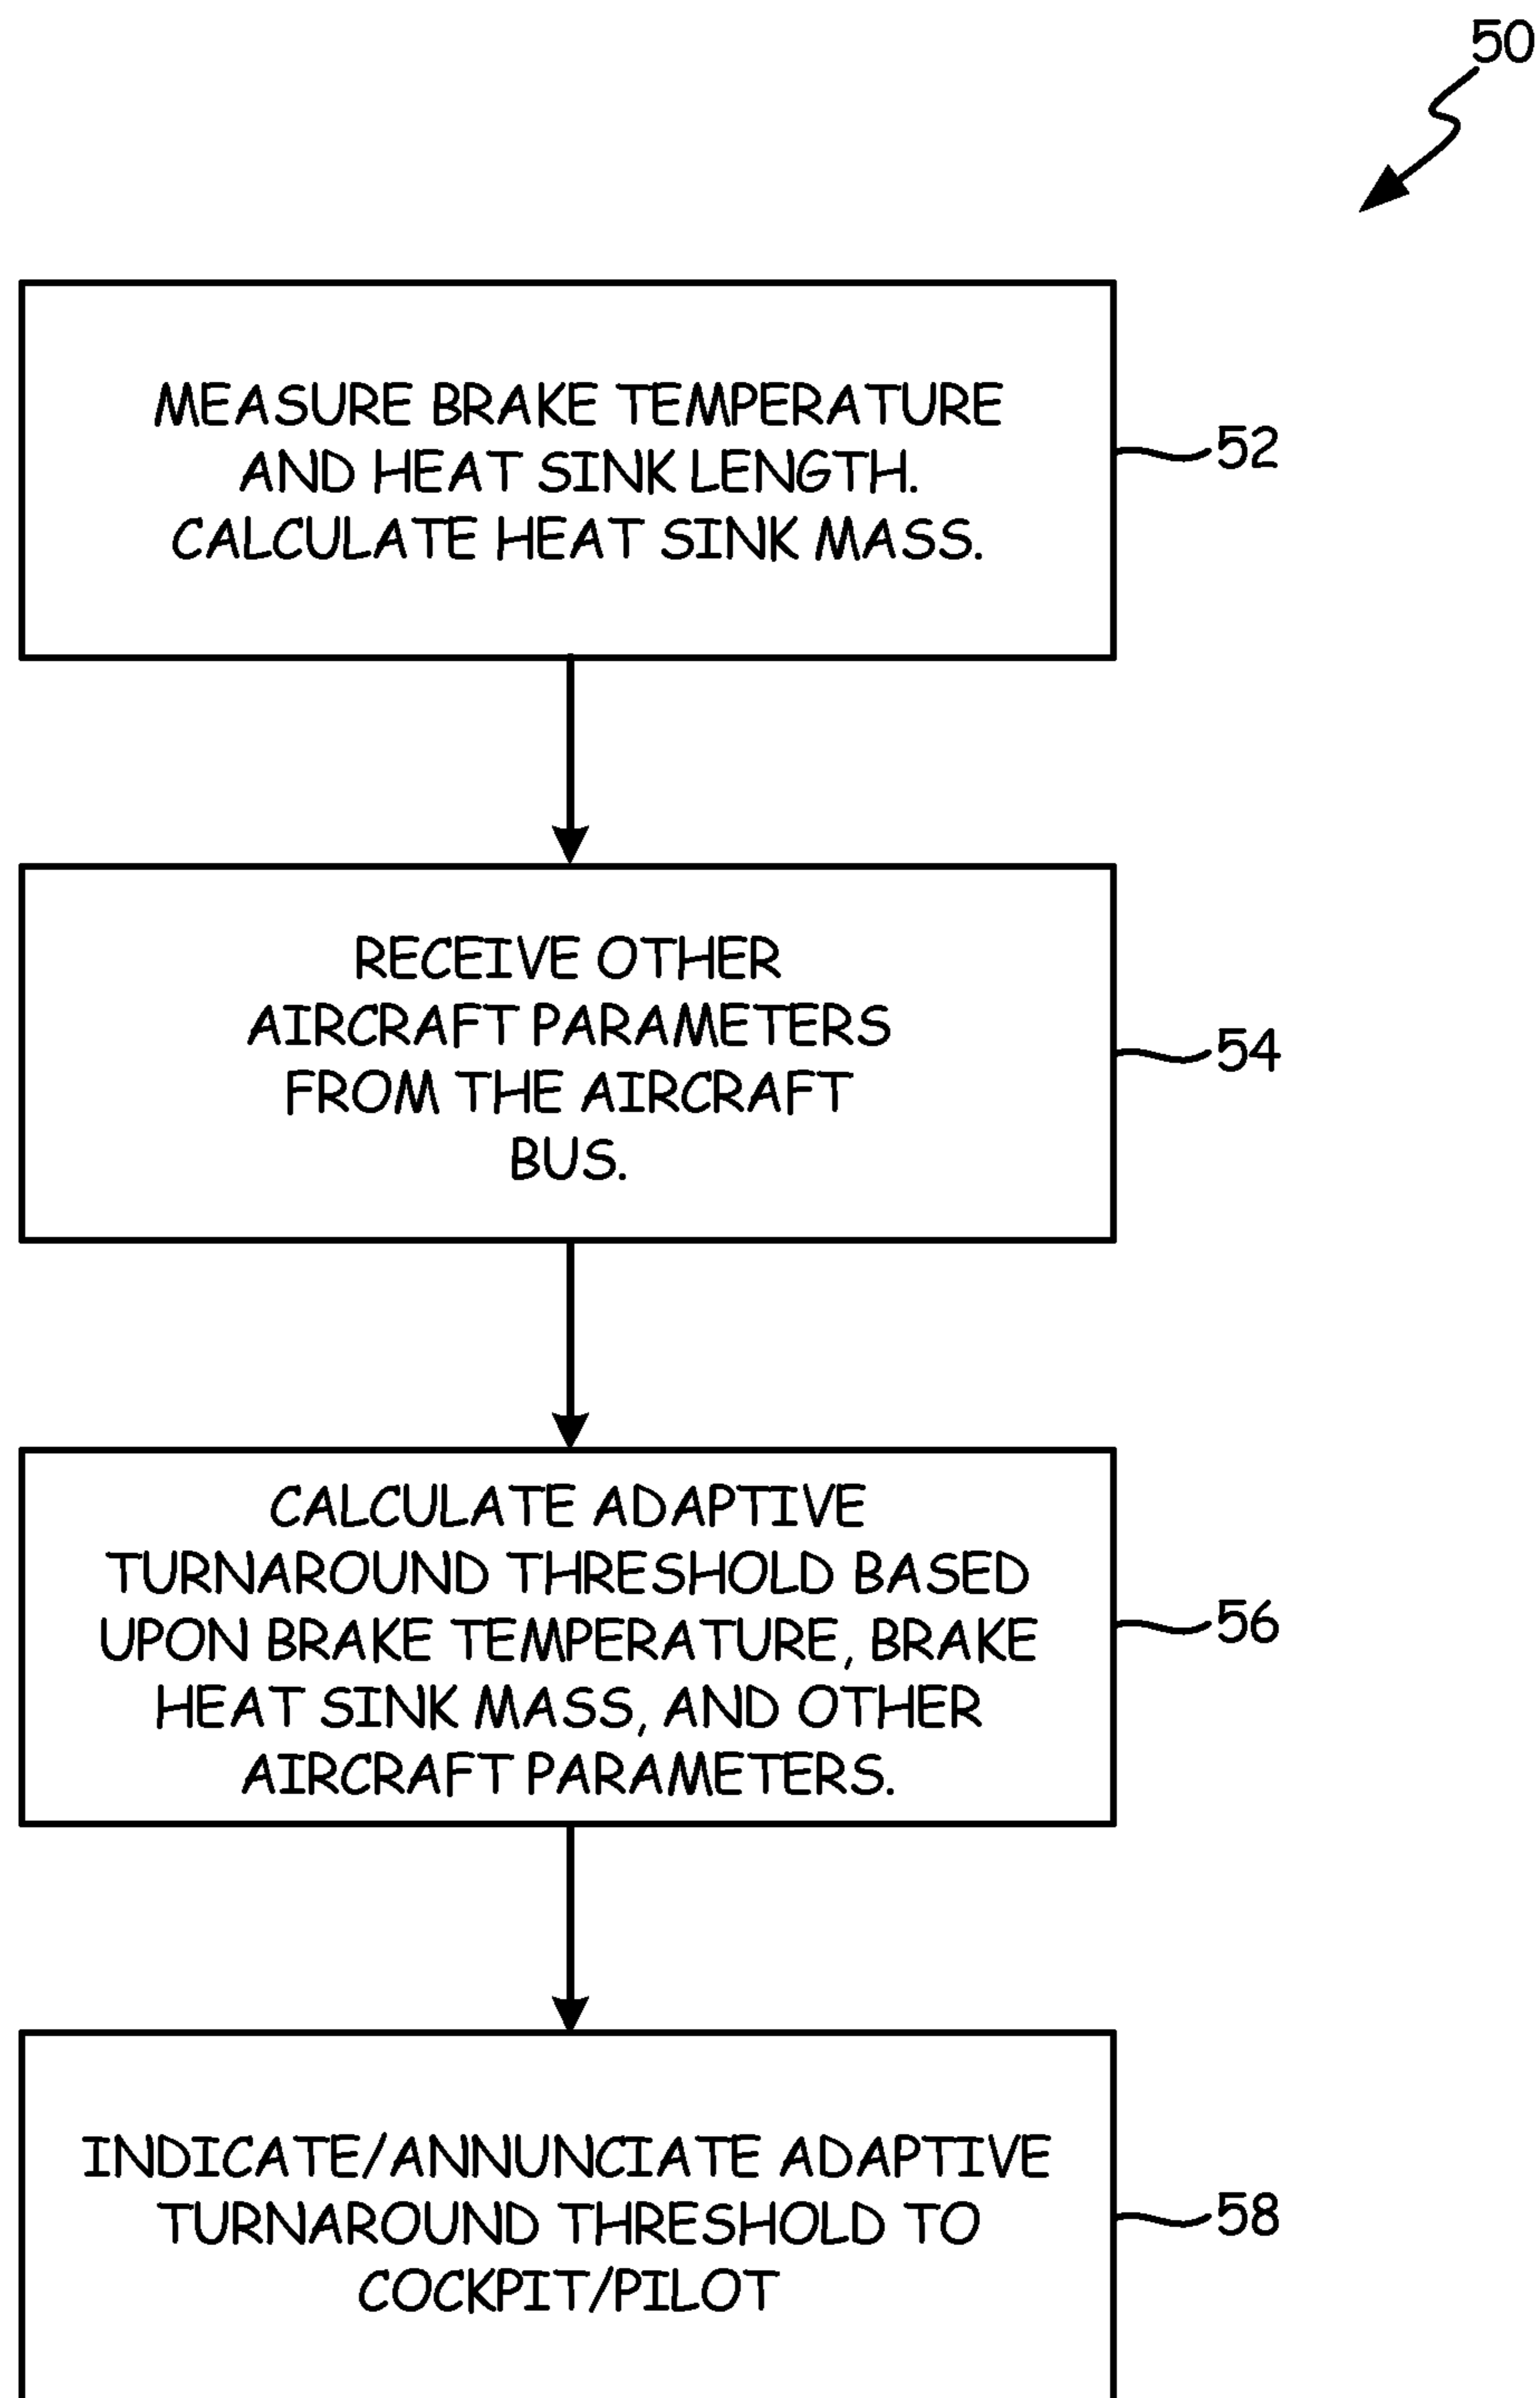 50
MEASURE BRAKE TEMPERATURE
AND HEAT SINK LENGTH.
CALCULATE HEAT SINK MASS.
52
RECEIVE OTHER
AIRCRAFT PARAMETERS
FROM THE AIRCRAFT
BUS.
54
CALCULATE ADAPTIVE
TURNAROUND THRESHOLD BASED
UPON BRAKE TEMPERATURE, BRAKE
HEAT SINK MASS, AND OTHER
AIRCRAFT PARAMETERS.
56
INDICATE/ANNUNCIATE ADAPTIVE
TURNAROUND THRESHOLD TO
COCKPIT/PILOT
58